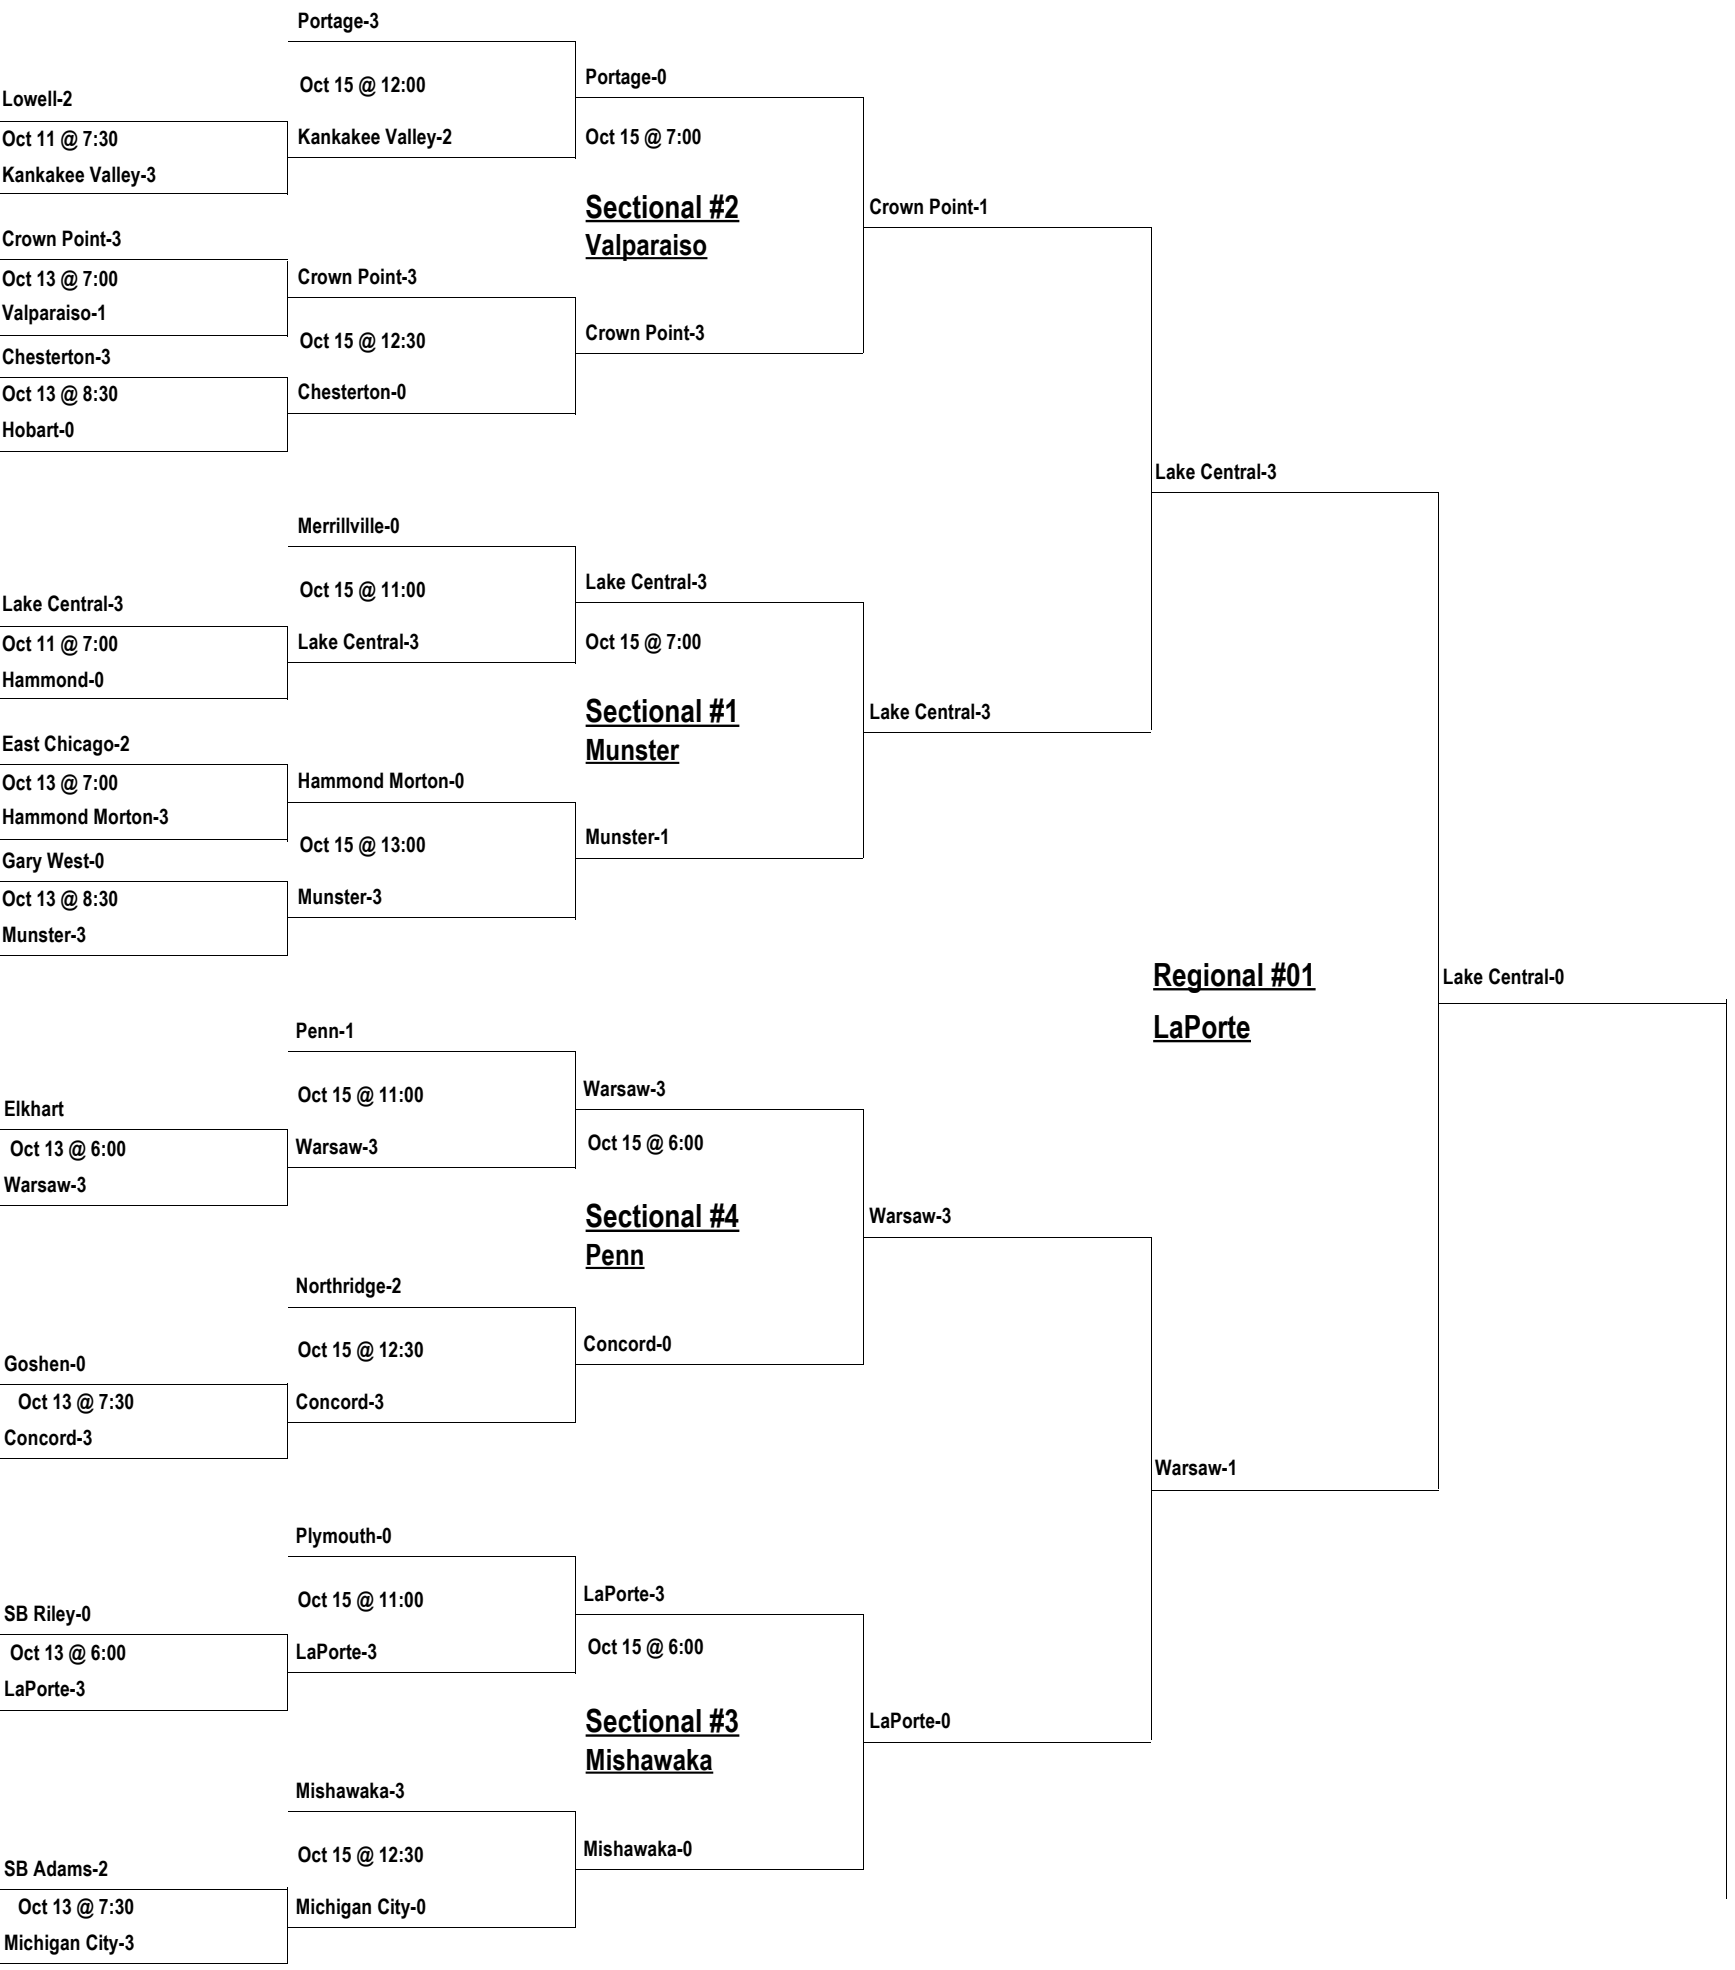 Portage-3
Oct 15 @ 12:00
Portage-0
Lowell-2
Oct 11 @ 7:30
Kankakee Valley-2
Oct 15 @ 7:00
Kankakee Valley-3
Sectional #2
Crown Point-1
Crown Point-3
Valparaiso
Oct 13 @ 7:00
Crown Point-3
Valparaiso-1
Oct 15 @ 12:30
Crown Point-3
Chesterton-3
Oct 13 @ 8:30
Chesterton-0
Hobart-0
Lake Central-3
Merrillville-0
Oct 15 @ 11:00
Lake Central-3
Lake Central-3
Oct 11 @ 7:00
Lake Central-3
Oct 15 @ 7:00
Hammond-0
Sectional #1
Lake Central-3
East Chicago-2
Munster
Oct 13 @ 7:00
Hammond Morton-0
Hammond Morton-3
Oct 15 @ 13:00
Munster-1
Gary West-0
Oct 13 @ 8:30
Munster-3
Munster-3
Regional #01
Lake Central-0
LaPorte
Penn-1
Oct 15 @ 11:00
Warsaw-3
Elkhart
Oct 13 @ 6:00
Warsaw-3
Oct 15 @ 6:00
Warsaw-3
Sectional #4
Warsaw-3
Penn
Northridge-2
Oct 15 @ 12:30
Concord-0
Goshen-0
Oct 13 @ 7:30
Concord-3
Concord-3
Warsaw-1
Plymouth-0
Oct 15 @ 11:00
LaPorte-3
SB Riley-0
Oct 13 @ 6:00
LaPorte-3
Oct 15 @ 6:00
LaPorte-3
Sectional #3
LaPorte-0
Mishawaka
Mishawaka-3
Oct 15 @ 12:30
Mishawaka-0
SB Adams-2
Oct 13 @ 7:30
Michigan City-0
Michigan City-3